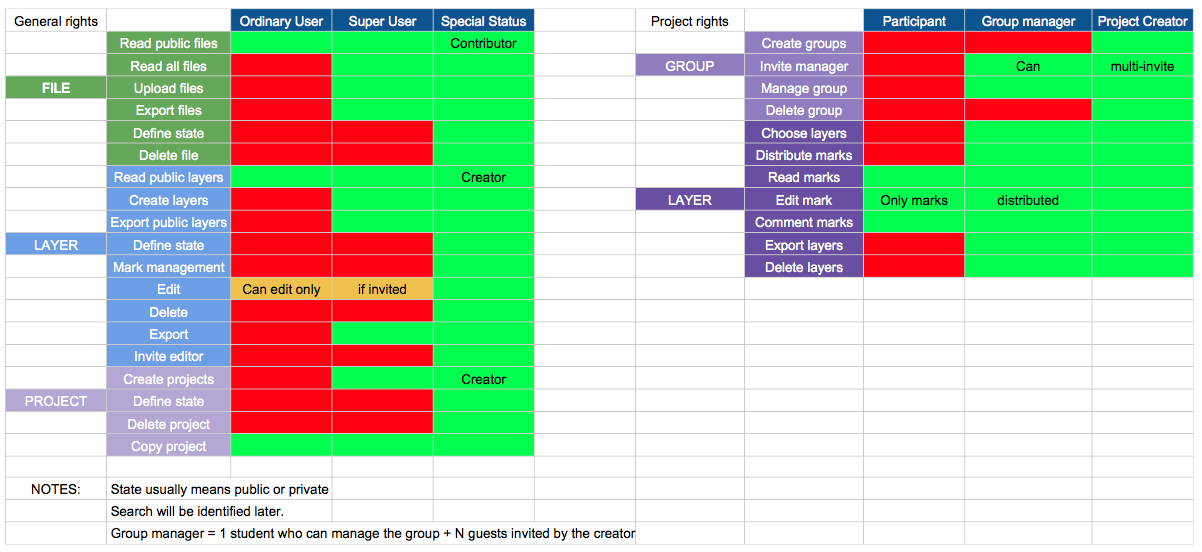 General rights Ordinary User Super User Special Status Project rights Participant Group manager Project Creator
Read public files Contributor Create groups
Read all files GROUP Invite manager Can multi-invite
FILE Upload files Manage group
Export files Delete group
Define state Choose layers
Delete file Distribute marks
Read public layers Creator Read marks
Create layers LAYER Edit mark Only marks distributed
Export public layers Comment marks
LAYER Define state Export layers
Mark management Delete layers
Edit Can edit only if invited
Delete
Export
Invite editor
Create projects Creator
PROJECT Define state
Delete project
Copy project
NOTES: State usually means public or private
Search will be identified later.
Group manager = 1 student who can manage the group + N guests invited by the creator